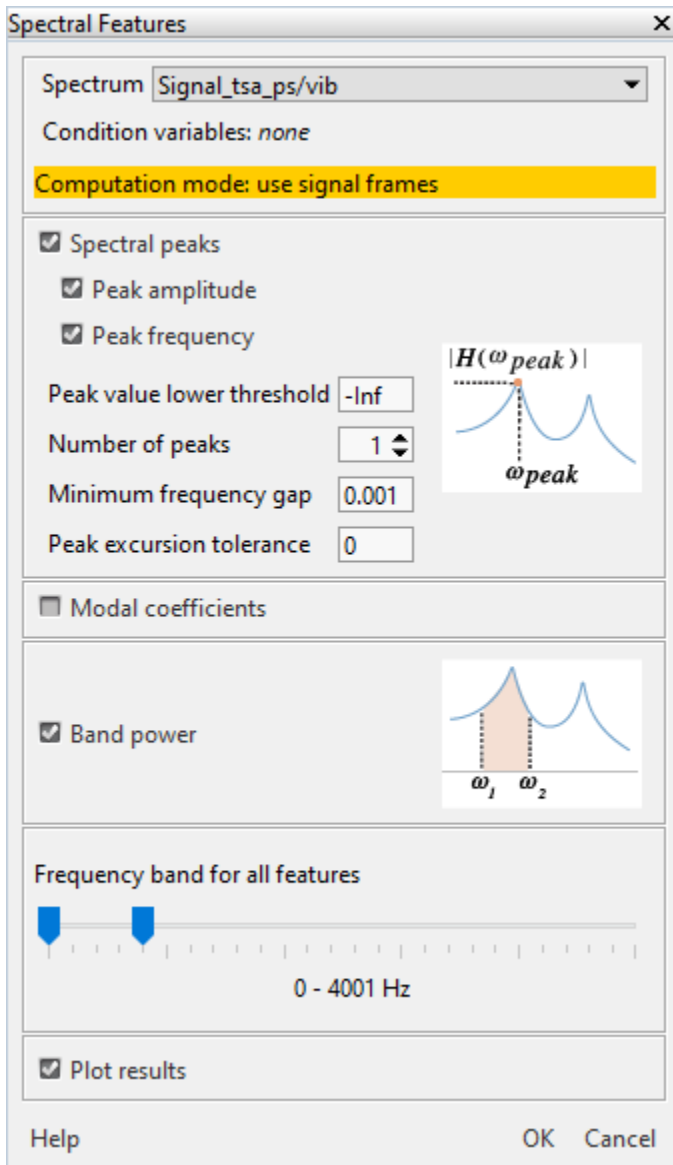 Spectral Features
Spectrum Signal_tsa_ps/vib
Condition variables: none
Computation mode: use signal frames
Spectral peaks
Peak amplitude
Peak frequency
|H(ωpeak)|
ωpeak
Peak value lower threshold -Inf
Number of peaks 1
Minimum frequency gap 0.001
Peak excursion tolerance 0
Modal coefficients
Band power
ω1 ω2
Frequency band for all features
0 - 4001 Hz
Plot results
Help OK Cancel